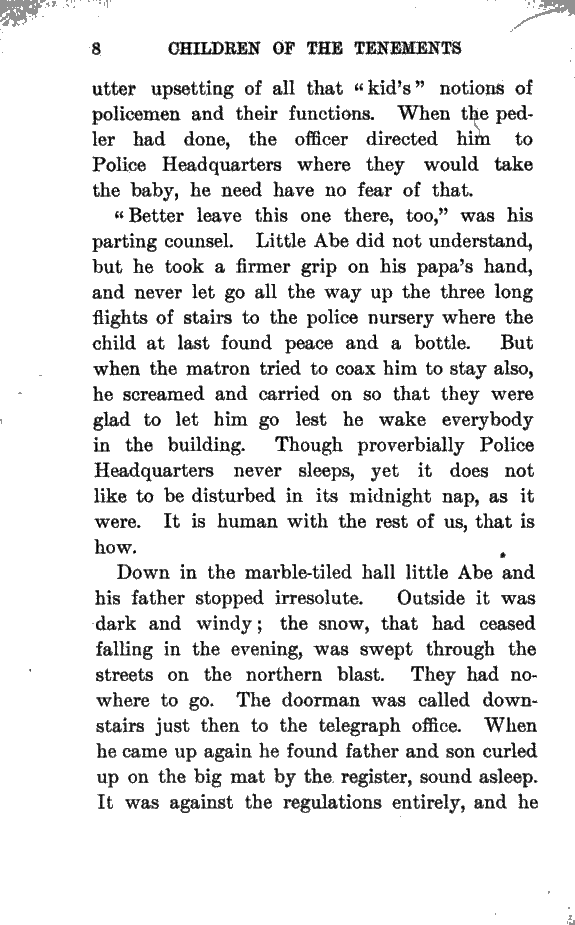 8 CHILDREN OF THE TENEMENTS
utter upsetting of all that “kid’s” notions of
policemen and their functions. When the ped-
ler had done, the officer directed him to
Police Headquarters where they would take
the baby, he need have no fear of that.
“Better leave this one there, too,” was his
parting counsel. Little Abe did not understand,
but he took a firmer grip on his papa’s hand,
and never let go all the way up the three long
flights of stairs to the police nursery where the
child at last found peace and a bottle. But
when the matron tried to coax him to stay also,
he screamed and carried on so that they were
glad to let him go lest he wake everybody
in the building. Though proverbially Police
Headquarters never sleeps, yet it does not
like to be disturbed in its midnight nap, as it
were. It is human with the rest of us, that is
how.
Down in the marble-tiled hall little Abe and
his father stopped irresolute. Outside it was
dark and windy; the snow, that had ceased
falling in the evening, was swept through the
streets on the northern blast. They had no-
where to go. The doorman was called down-
stairs just then to the telegraph office. When
he came up again he found father and son curled
up on the big mat by the register, sound asleep.
It was against the regulations entirely, and he